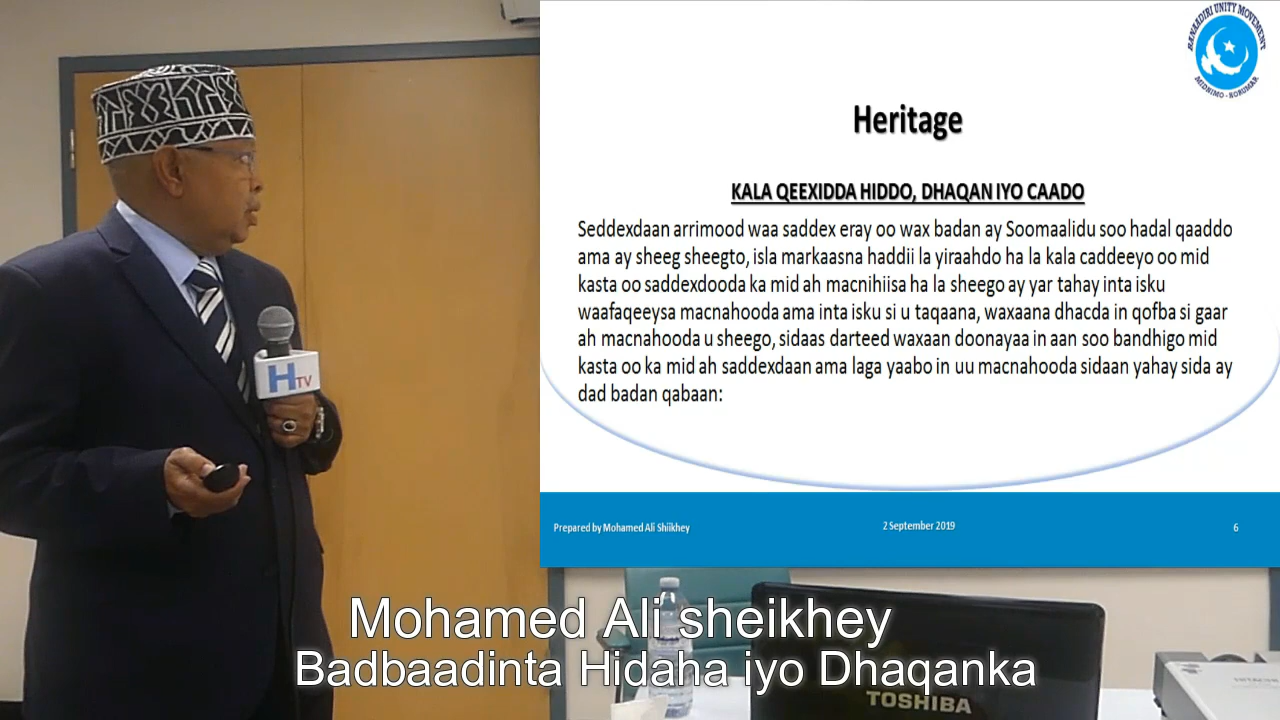 BANAADIRI UNITY MOVEMENT
MIDNIMO - HORUMAR
Heritage
KALA QEEXIDDA HIDDO, DHAQAN IYO CAADO
Seddexdaan arrimood waa saddex eray oo wax badan ay Soomaalidu soo hadal qaaddo
ama ay sheeg sheegto, isla markaasna haddii la yiraahdo ha la kala caddeeyo oo mid
kasta oo saddexdooda ka mid ah macnihiisa ha la sheego ay yar tahay inta isku
waafaqeeysa macnahooda ama inta isku si u taqaana, waxaana dhacda in qofba si gaar
ah macnahooda u sheego, sidaas darteed waxaan doonayaa in aan soo bandhigo mid
kasta oo ka mid ah saddexdaan ama laga yaabo in uu macnahooda sidaan yahay sida ay
dad badan qabaan:
Prepared by Mohamed Ali Shiikhey
2 September 2019
6
H TV
Mohamed Ali sheikhey
Badbaadinta Hidaha iyo Dhaqanka
TOSHIBA
HITACHI